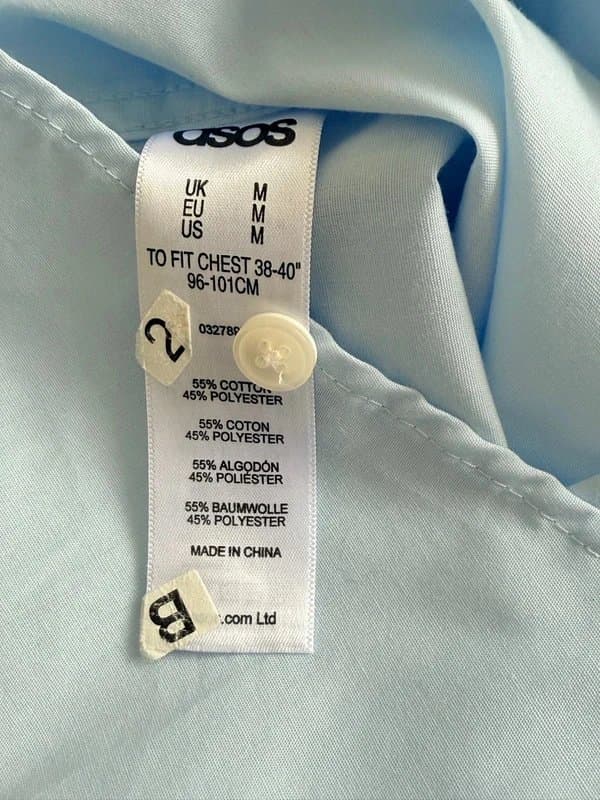 asos
UK M
EU M
US M
TO FIT CHEST 38-40"
96-101CM
2
55% COTTON
45% POLYESTER
55% COTON
45% POLYESTER
55% ALGODÓN
45% POLIÉSTER
55% BAUMWOLLE
45% POLYESTER
MADE IN CHINA
B
.com Ltd